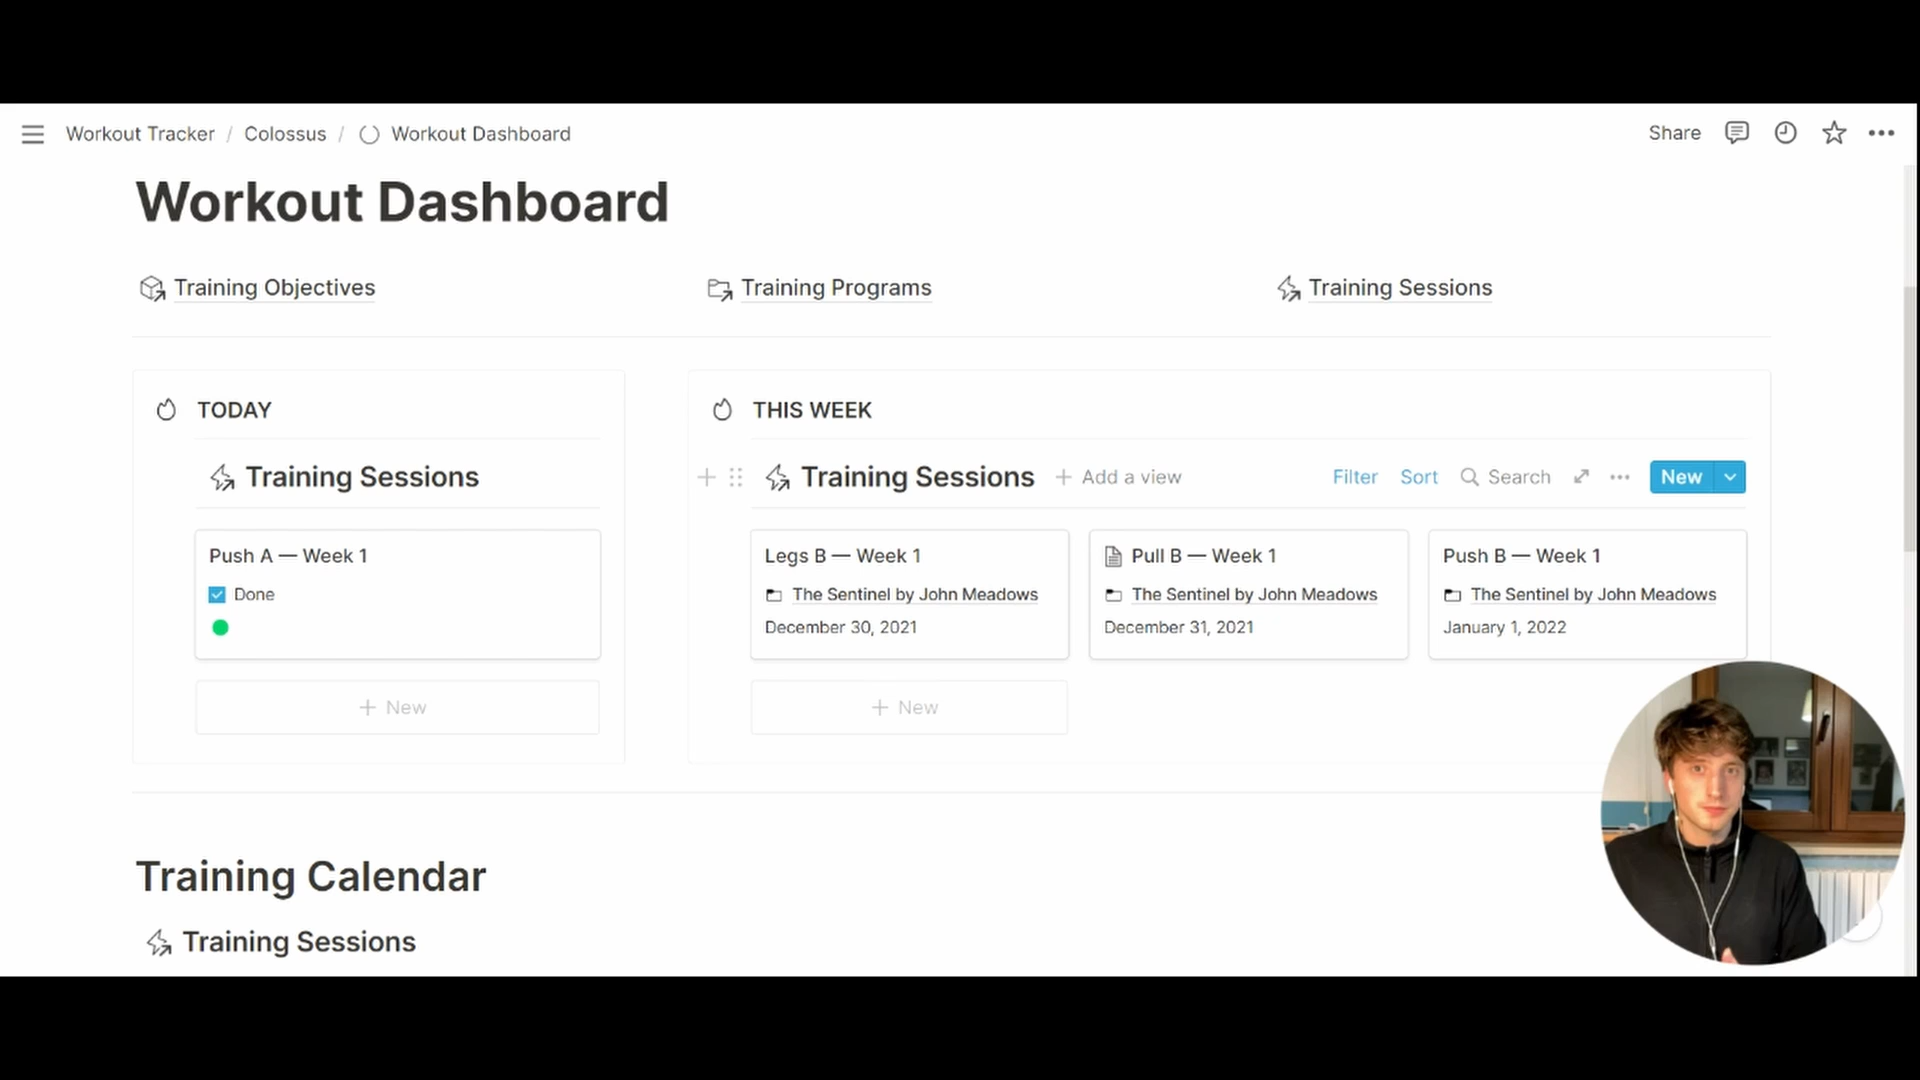 Workout Tracker / Colossus / Workout Dashboard
Share
Workout Dashboard
Training Objectives
Training Programs
Training Sessions
TODAY
Training Sessions
Push A — Week 1
Done
+ New
THIS WEEK
Training Sessions
+ Add a view
Filter
Sort
Search
New
Legs B — Week 1
The Sentinel by John Meadows
December 30, 2021
Pull B — Week 1
The Sentinel by John Meadows
December 31, 2021
Push B — Week 1
The Sentinel by John Meadows
January 1, 2022
+ New
Training Calendar
Training Sessions